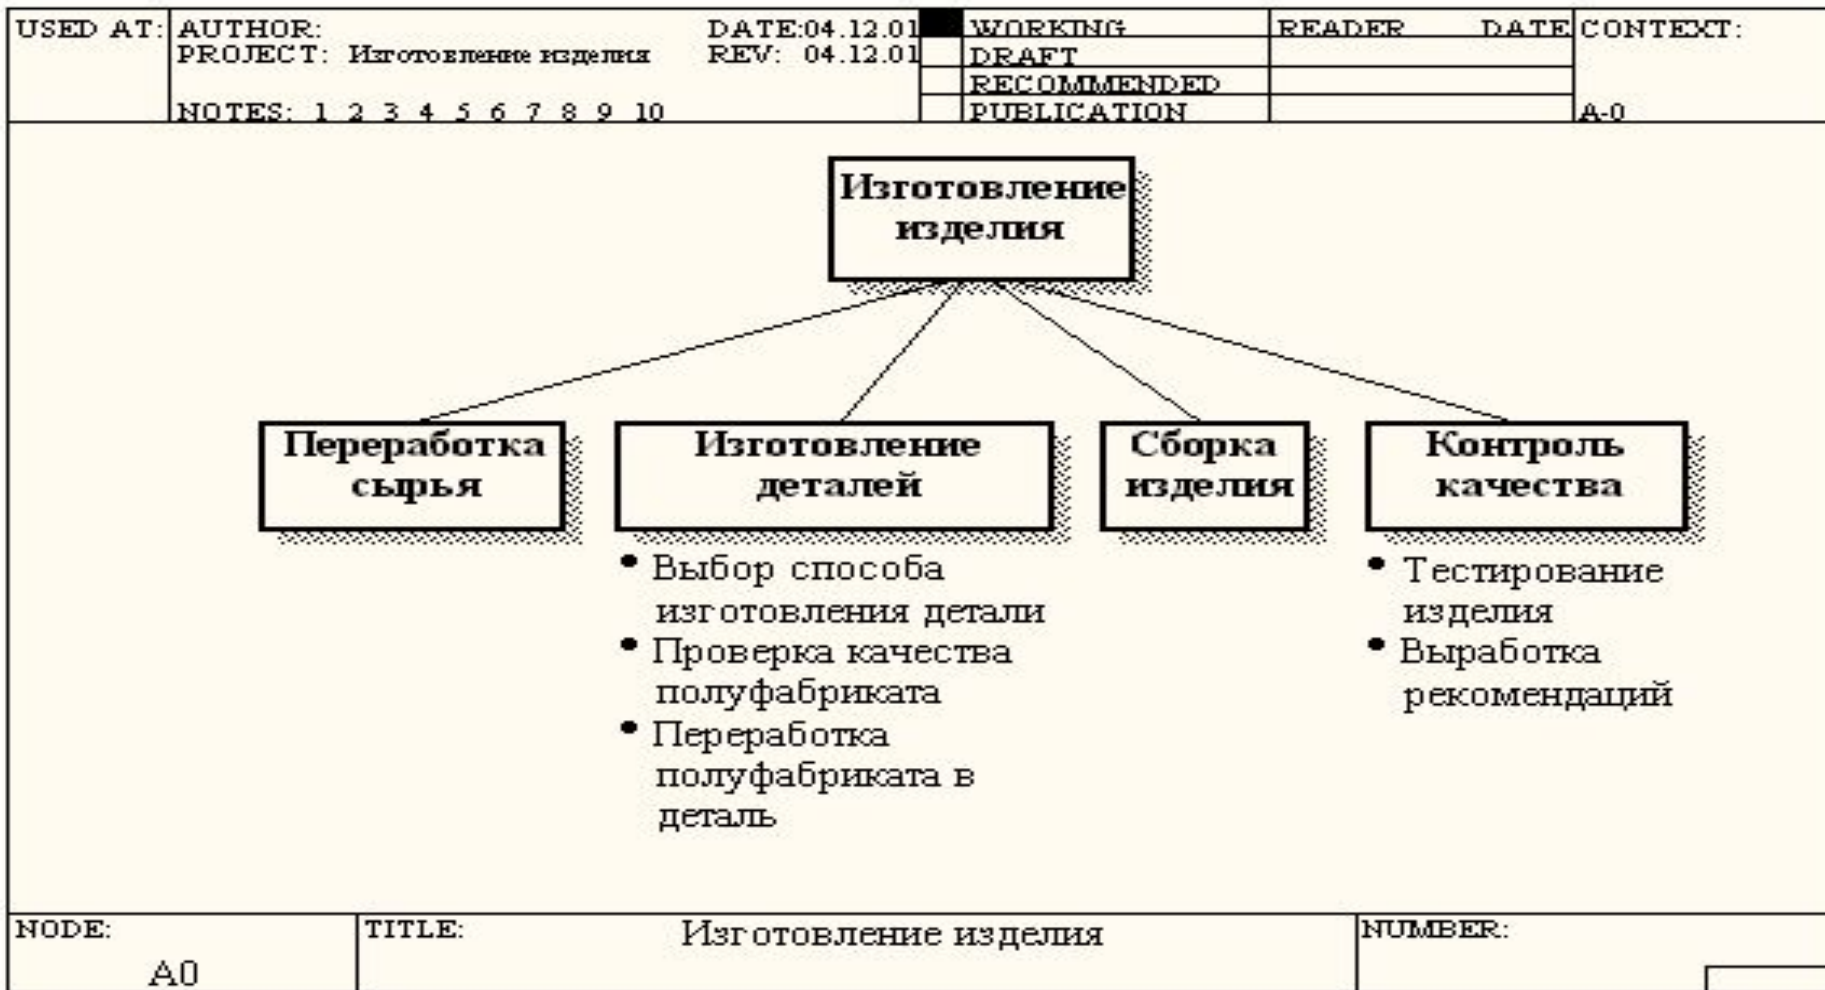 USED AT:
AUTHOR:
DATE:04.12.01
PROJECT: Изготовление изделия
REV: 04.12.01
NOTES: 1 2 3 4 5 6 7 8 9 10
WORKING
DRAFT
RECOMMENDED
PUBLICATION
READER DATE
CONTEXT:
A-0
Изготовление
изделия
Переработка
сырья
Изготовление
деталей
• Выбор способа
изготовления детали
• Проверка качества
полуфабриката
• Переработка
полуфабриката в
деталь
Сборка
изделия
Контроль
качества
• Тестирование
изделия
• Выработка
рекомендаций
NODE:
A0
TITLE:
Изготовление изделия
NUMBER: